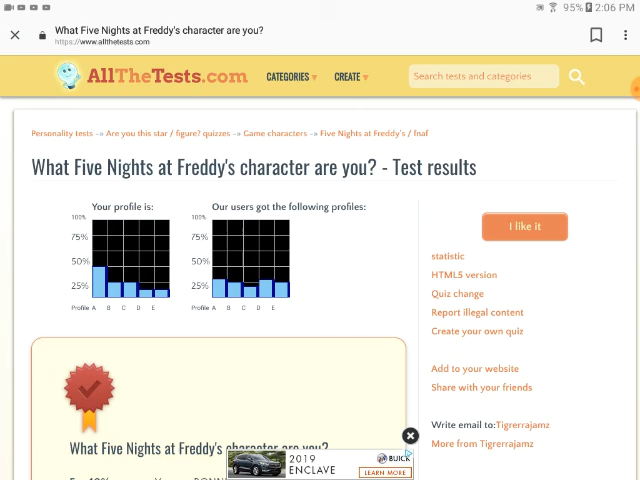 95% 2:06 PM
What Five Nights at Freddy's character are you?
https://www.allthetests.com
AllTheTests.com
CATEGORIES ▼
CREATE ▼
Search tests and categories
Personality tests -» Are you this star / figure? quizzes -» Game characters -» Five Nights at Freddy's / fnaf
What Five Nights at Freddy's character are you? - Test results
Your profile is:
100%
75%
50%
25%
Profile A B C D E
Our users got the following profiles:
100%
75%
50%
25%
Profile A B C D E
I like it
statistic
HTML5 version
Quiz change
Report illegal content
Create your own quiz
Add to your website
Share with your friends
Write email to:Tigrerrajamz
More from Tigrerrajamz
What Five Nights at Freddy's character are you?
2019
ENCLAVE
BUICK
LEARN MORE